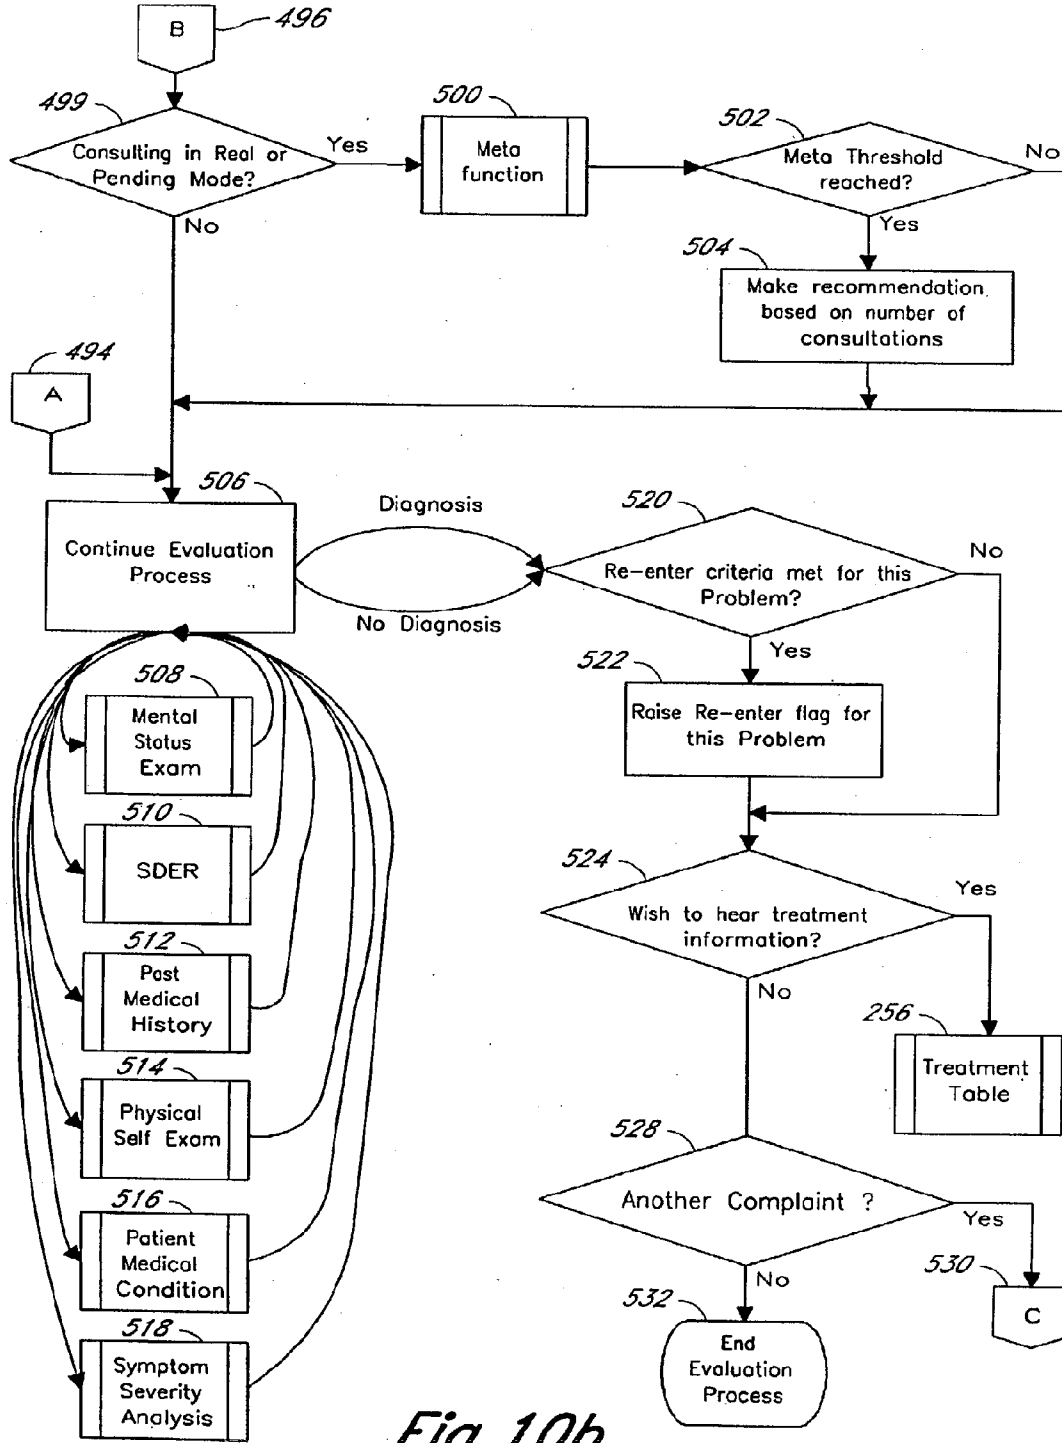 B
496
499
Consulting in Real or
Pending Mode?
Yes
No
500
Meta
function
502
Meta Threshold
reached?
No
Yes
504
Make recommendation
based on number of
consultations
494
A
506
Continue Evaluation
Process
Diagnosis
No Diagnosis
520
Re-enter criteria met for this
Problem?
No
Yes
522
Raise Re-enter flag for
this Problem
508
Mental
Status
Exam
510
SDER
512
Past
Medical
History
514
Physical
Self Exam
516
Patient
Medical
Condition
518
Symptom
Severity
Analysis
524
Wish to hear treatment
information?
Yes
No
256
Treatment
Table
528
Another Complaint ?
Yes
No
530
C
532
End
Evaluation
Process
Fig. 10b